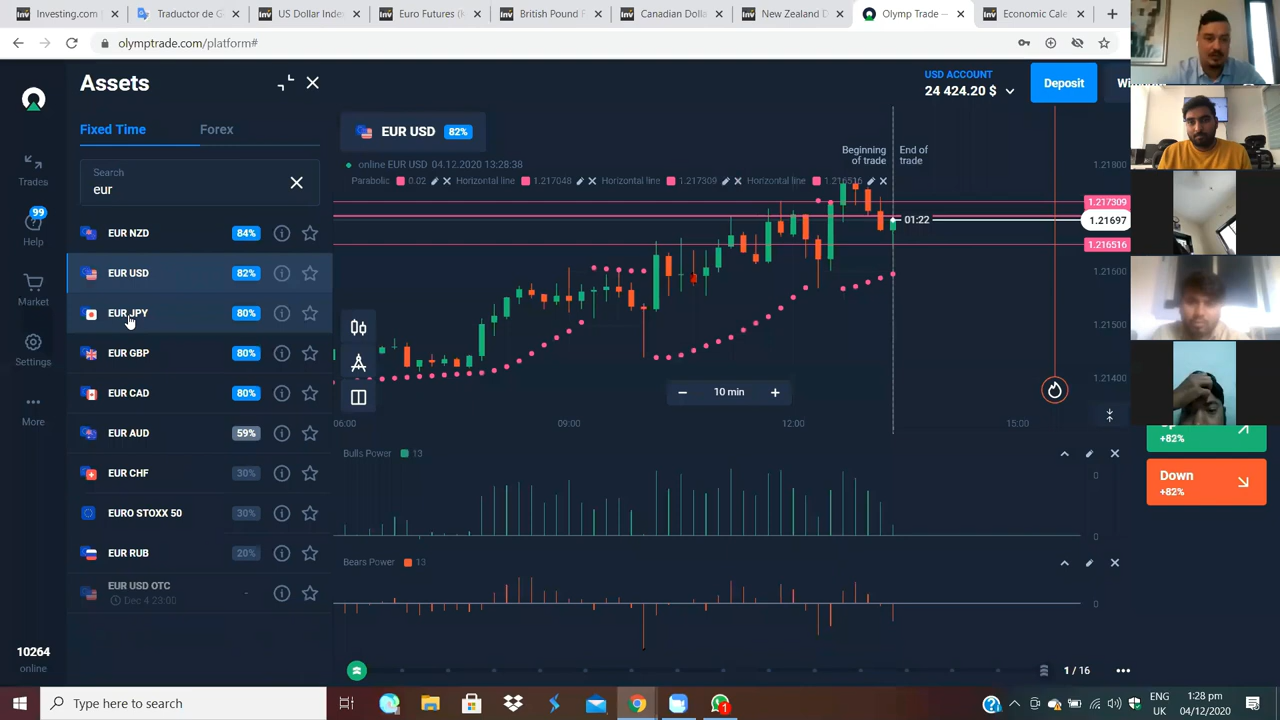 Investing.com (
Traductor de G
US Dollar Inde
Euro Futures (
British Pound F
Canadian Dolla
New Zealand D
Olymp Trade –
Economic Cale
olymptrade.com/platform#
Assets
Fixed Time
Forex
Search
eur
EUR NZD
84%
EUR USD
82%
EUR JPY
80%
EUR GBP
80%
EUR CAD
80%
EUR AUD
59%
EUR CHF
30%
EURO STOXX 50
30%
EUR RUB
20%
EUR USD OTC
Dec 4 23:00
-
Trades
99
Help
Market
Settings
More
10264
online
EUR USD
82%
online EUR USD 04.12.2020 13:28:38
Parabolic 0.02 Horizontal line 1.217048 Horizontal line 1.217309 Horizontal line 1.216516
USD ACCOUNT
24 424.20 $
Deposit
Beginning
of trade
End of
trade
1.21800
1.217309
01:22
1.21697
1.216516
1.21600
1.21500
1.21400
10 min
06:00
09:00
12:00
15:00
Bulls Power 13
0
0
Bears Power 13
0
1 / 16
+82%
Down
+82%
Type here to search
1
ENG
UK
1:28 pm
04/12/2020